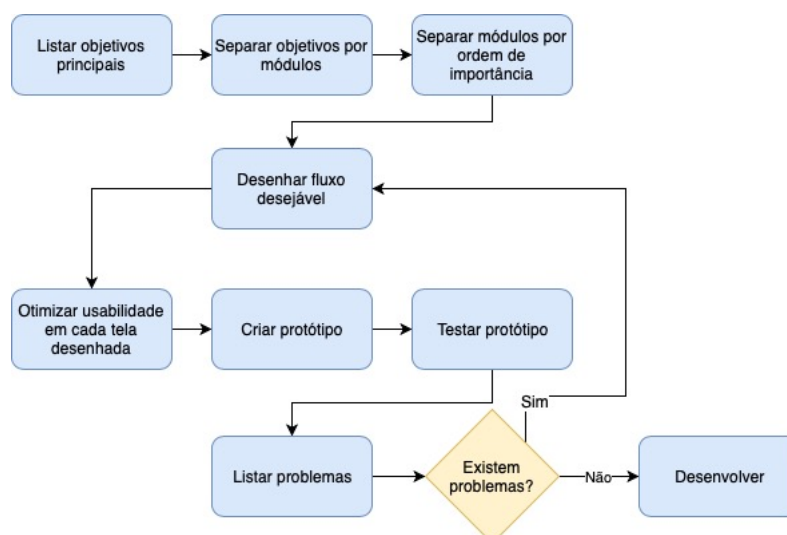 Listar objetivos
principais
Separar objetivos por
módulos
Separar módulos por
ordem de
importância
Desenhar fluxo
desejável
Otimizar usabilidade
em cada tela
desenhada
Criar protótipo
Testar protótipo
Sim
Listar problemas
Existem
problemas?
Não
Desenvolver